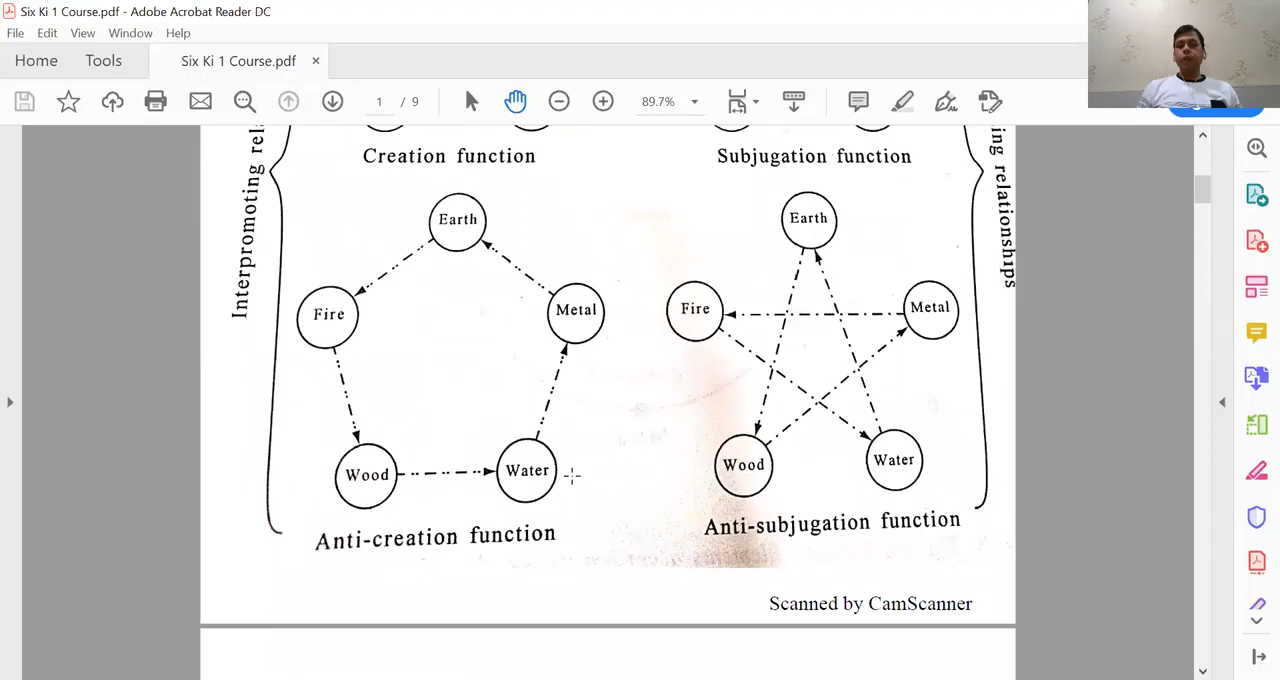 Six Ki 1 Course.pdf - Adobe Acrobat Reader DC
File Edit View Window Help
Home Tools Six Ki 1 Course.pdf ×
1 / 9 89.7%
Interpromoting rel
ing relationships
Creation function
Subjugation function
Earth
Fire
Metal
Wood
Water
Anti-creation function
Earth
Fire
Metal
Wood
Water
Anti-subjugation function
Scanned by CamScanner